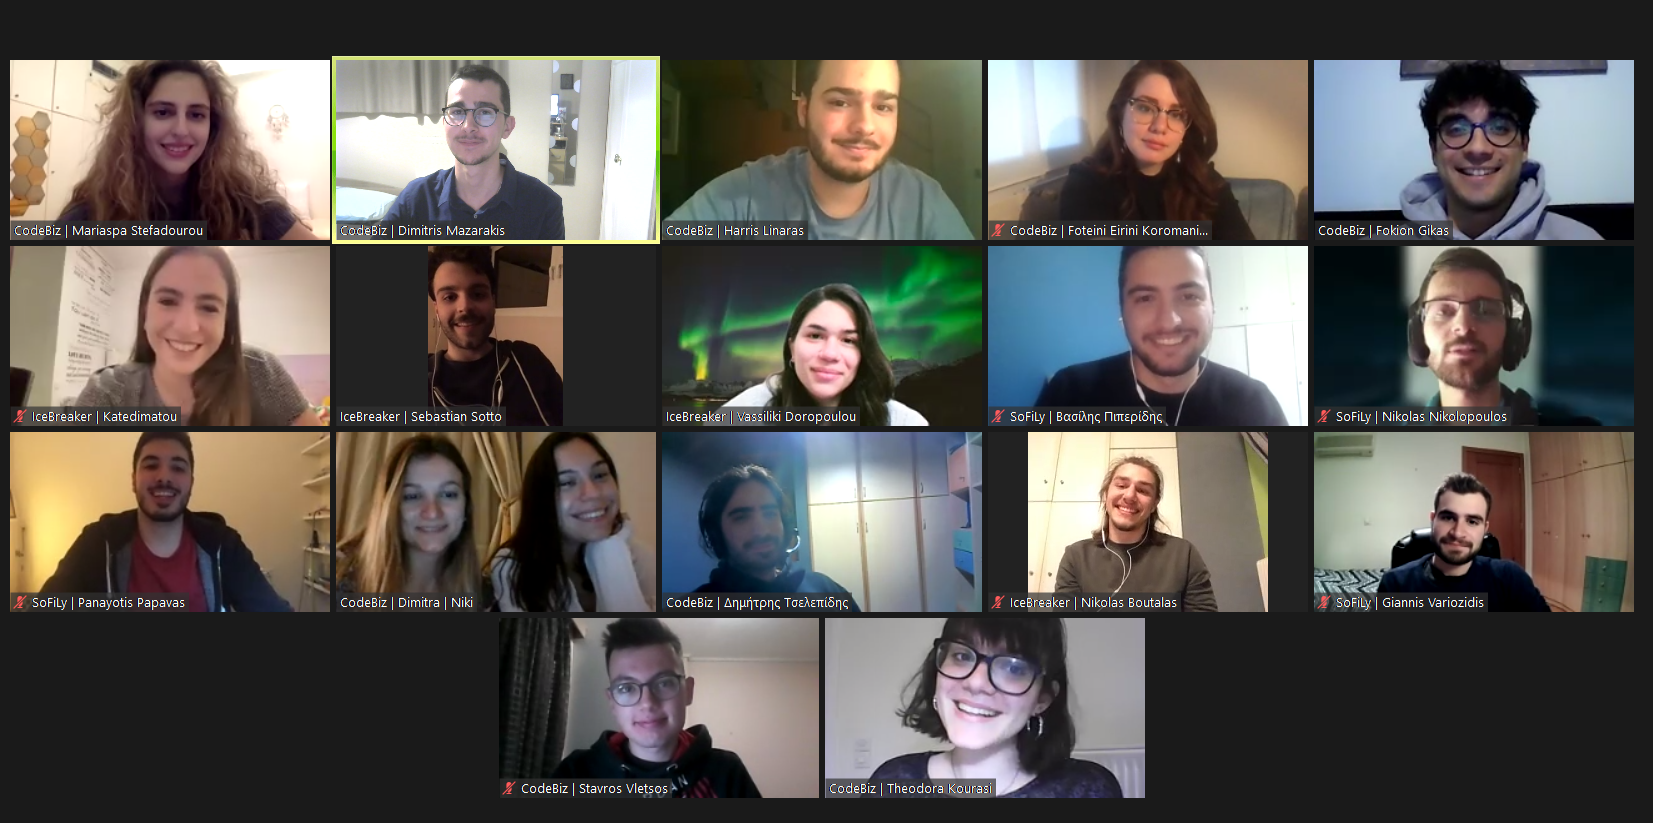 CodeBiz | Mariaspa Stefadourou
CodeBiz | Dimitris Mazarakis
CodeBiz | Harris Linaras
CodeBiz | Foteini Eirini Koromani...
CodeBiz | Fokion Gikas
IceBreaker | Katedimatou
IceBreaker | Sebastian Sotto
IceBreaker | Vassiliki Doropoulou
SoFiLy | Βασίλης Πιπερίδης
SoFiLy | Nikolas Nikolopoulos
SoFiLy | Panayotis Papavas
CodeBiz | Dimitra | Niki
CodeBiz | Δημήτρης Τσελεπίδης
IceBreaker | Nikolas Boutalas
SoFiLy | Giannis Variozidis
CodeBiz | Stavros Vletsos
CodeBiz | Theodora Kourasi